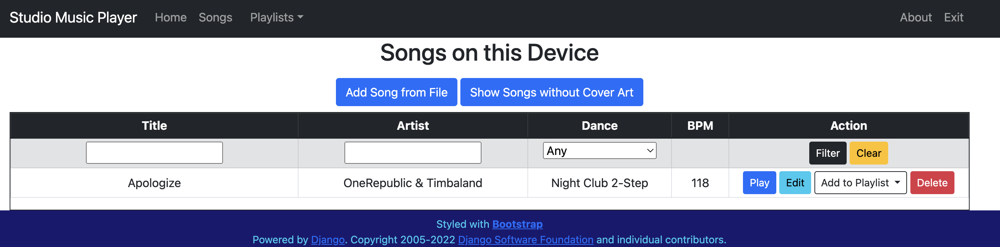 Studio Music Player Home Songs Playlists About Exit
Songs on this Device
Add Song from File Show Songs without Cover Art
Title Artist Dance BPM Action
Any Filter Clear
Apologize OneRepublic & Timbaland Night Club 2-Step 118 Play Edit Add to Playlist Delete
Styled with Bootstrap
Powered by Django. Copyright 2005-2022 Django Software Foundation and individual contributors.